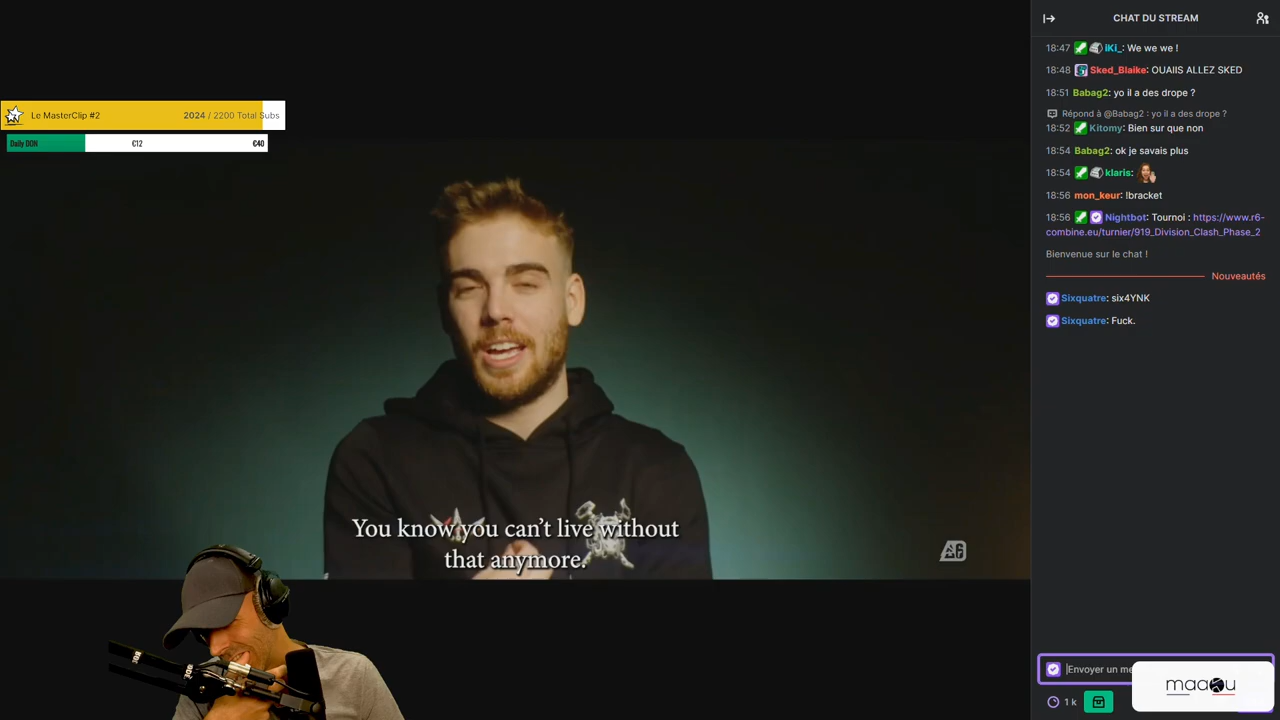 Le MasterClip #2
2024 / 2200 Total Subs
Daily DON
€12
€40
You know you can't live without
that anymore.
CHAT DU STREAM
18:47 iKi_: We we we !
18:48 Sked_Blaike: OUAIIS ALLEZ SKED
18:51 Babag2: yo il a des drope ?
Répond à @Babag2 : yo il a des drope ?
18:52 Kitomy: Bien sur que non
18:54 Babag2: ok je savais plus
18:54 klaris:
18:56 mon_keur: !bracket
18:56 Nightbot: Tournoi : https://www.r6-
combine.eu/turnier/919_Division_Clash_Phase_2
Bienvenue sur le chat !
Nouveautés
Sixquatre: six4YNK
Sixquatre: Fuck.
Envoyer un me
1 k
maaou